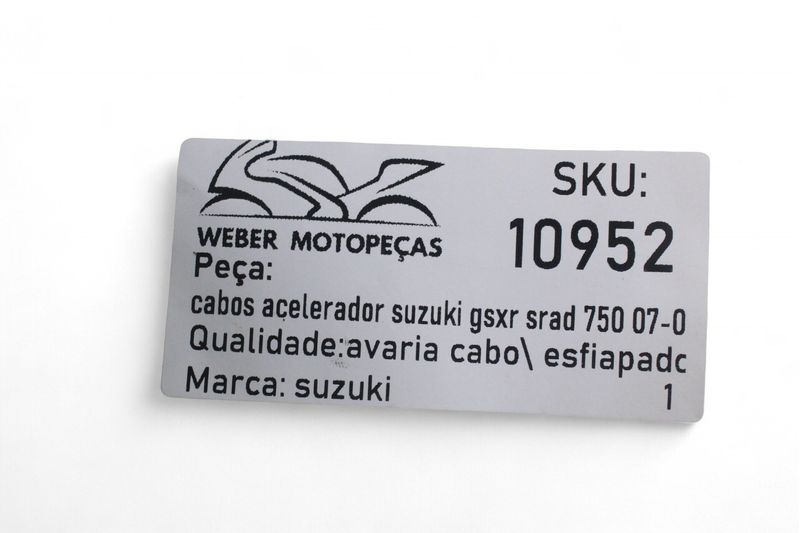 WEBER MOTOPEÇAS
SKU:
10952
Peça:
cabos acelerador suzuki gsxr srad 750 07-0
Qualidade:avaria cabo\ esfiapadc
Marca: suzuki
1